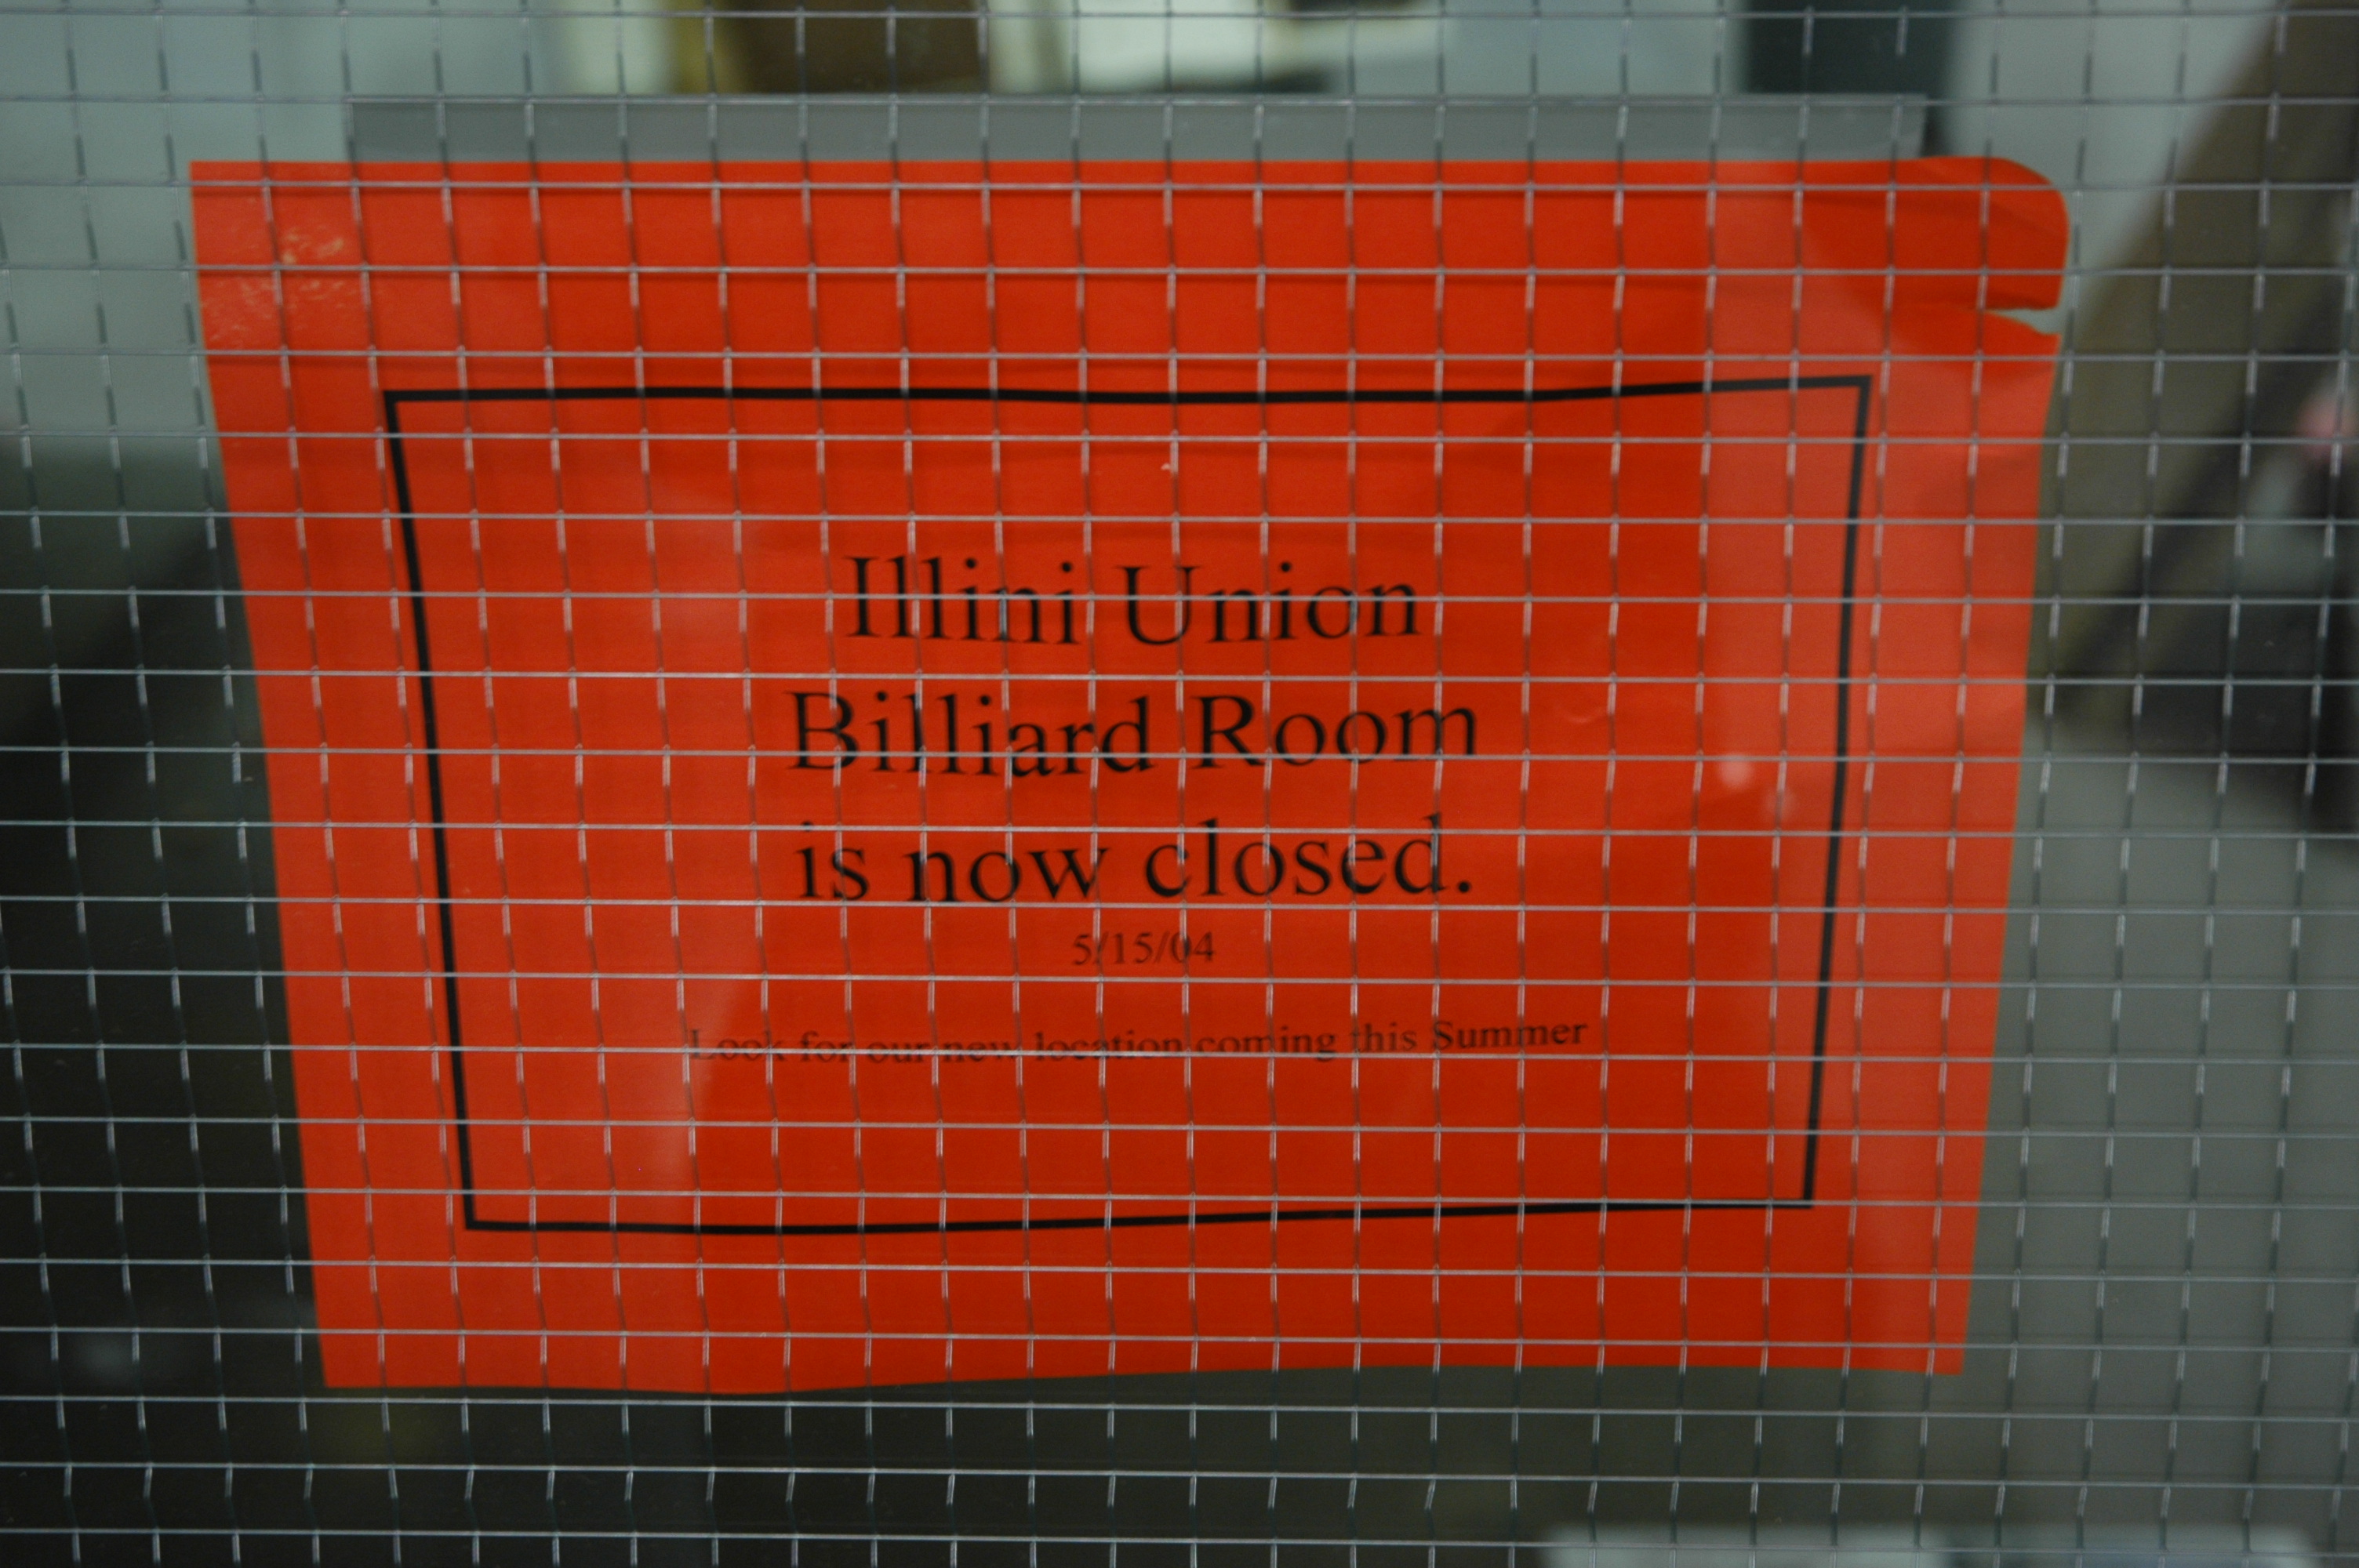 Illini Union
Billiard Room
is now closed.
5/15/04
Look for our new location coming this Summer